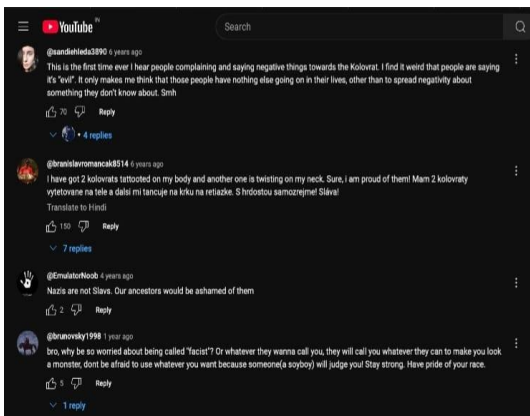 YouTube IN
Search
@sandiehleda3890 6 years ago
This is the first time ever I hear people complaining and saying negative things towards the Kolovrat. I find it weird that people are saying
it's "evil". It only makes me think that those people have nothing else going on in their lives, other than to spread negativity about
something they don't know about. Smh
70 Reply
• 4 replies
@branislavromancak8514 6 years ago
I have got 2 kolovrats tattooted on my body and another one is twisting on my neck. Sure, i am proud of them! Mam 2 kolovraty
vytetovane na tele a dalsi mi tancuje na krku na retiazke. S hrdostou samozrejme! Sláva!
Translate to Hindi
150 Reply
7 replies
@EmulatorNoob 4 years ago
Nazis are not Slavs. Our ancestors would be ashamed of them
2 Reply
@brunovsky1998 1 year ago
bro, why be so worried about being called "facist"? Or whatever they wanna call you, they will call you whatever they can to make you look
a monster, dont be afraid to use whatever you want because someone(a soyboy) will judge you! Stay strong. Have pride of your race.
5 Reply
1 reply